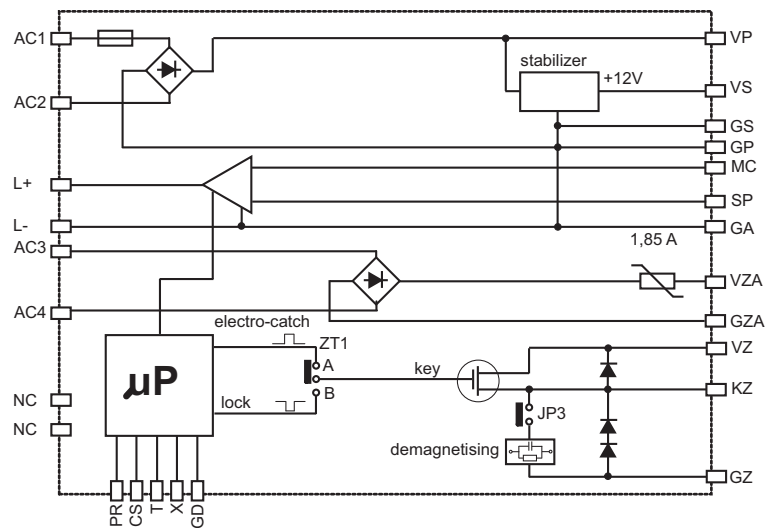 AC1
VP
stabilizer
+12V
AC2
VS
GS
GP
MC
L+
SP
L-
GA
AC3
1,85 A
VZA
AC4
GZA
electro-catch
ZT1
VZ
A
key
µP
KZ
B
NC
lock
JP3
NC
demagnetising
GZ
PR
CS
T
X
GD